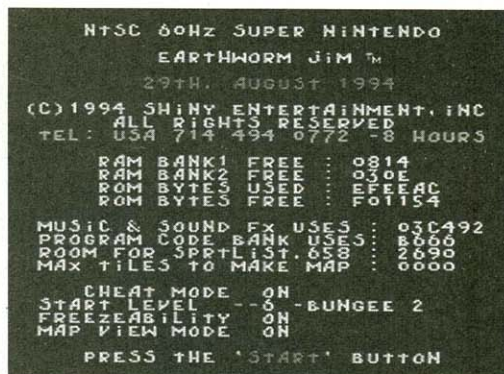 NTSC 60Hz SUPER NiNTENDO
EARTHWORM JiM TM
29TH. AUGUST 1994
(C)1994 SHiNY ENTERTAiNMENT, iNC
ALL RiGHTS RESERVED
TEL: USA 714 494 0772 -8 HOURS
RAM BANK1 FREE : 0814
RAM BANK2 FREE : 030E
ROM BYTES USED : EFEEAC
ROM BYTES FREE : F01154
MUSiC & SOUND Fx USES : 03C492
PROGRAM CODE BANK USES: B666
ROOM FOR SPRTLiST.658 : 2690
MAX TiLES TO MAKE MAP : 0000
CHEAT MODE ON
START LEVEL --6 -BUNGEE 2
FREEZEABiLiTY ON
MAP ViEW MODE ON
PRESS THE 'START' BUTTON